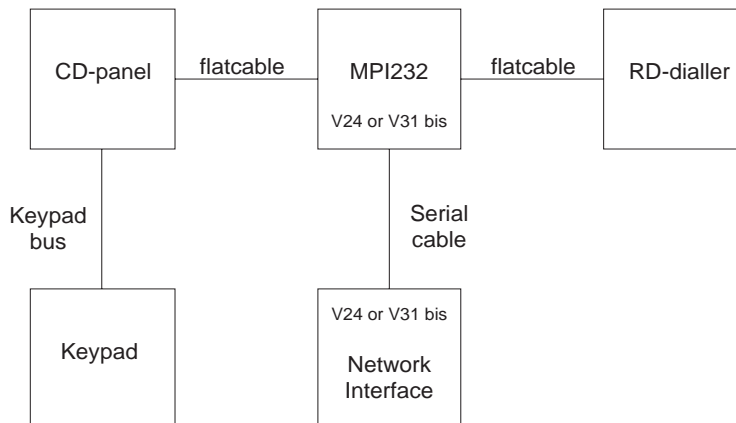 CD-panel
flatcable
MPI232
flatcable
RD-dialler
V24 or V31 bis
Keypad
bus
Serial
cable
Keypad
V24 or V31 bis
Network
Interface